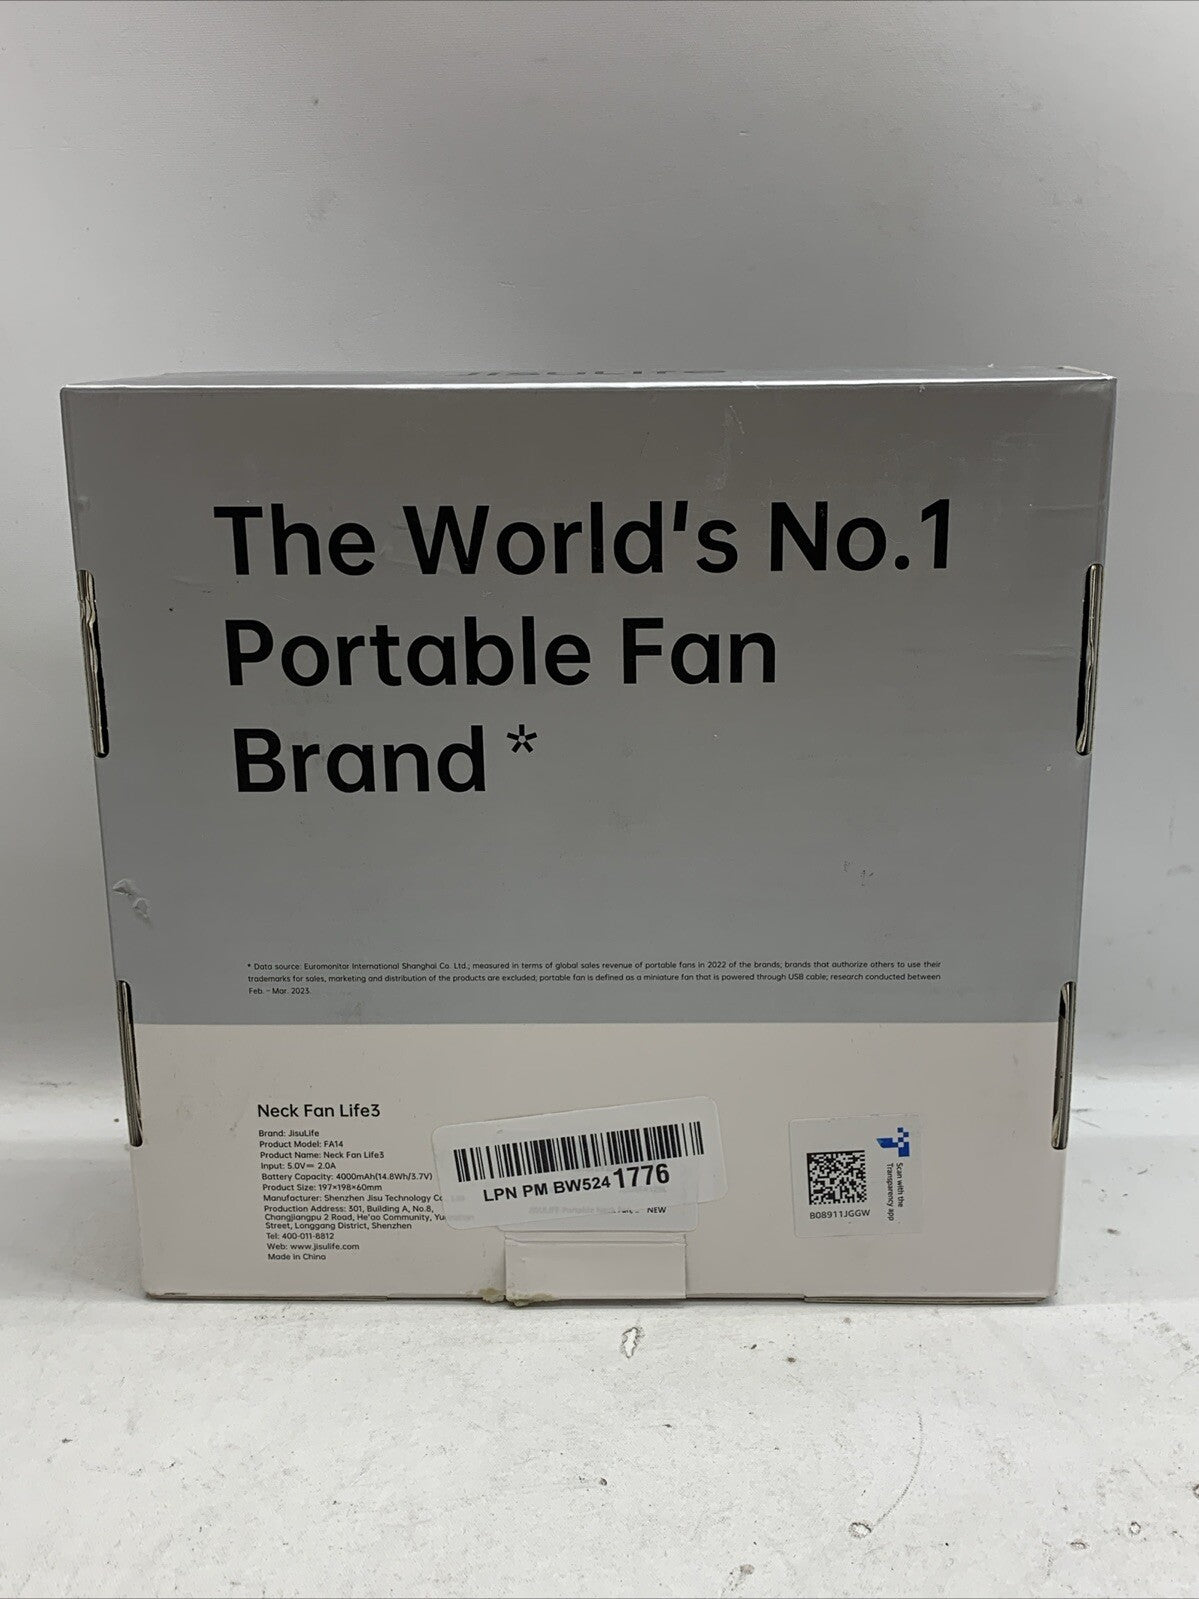 JISULIFE
The World's No.1
Portable Fan
Brand *
* Data source: Euromonitor International Shanghai Co. Ltd.; measured in terms of global sales revenue of portable fans in 2022 of the brands; brands that authorize others to use their
trademarks for sales, marketing and distribution of the products are excluded; portable fan is defined as a miniature fan that is powered through USB cable; research conducted between
Feb. - Mar. 2023.
Neck Fan Life3
Brand: JisuLife
Product Model: FA14
Product Name: Neck Fan Life3
Input: 5.0V⎓ 2.0A
Battery Capacity: 4000mAh(14.8Wh/3.7V)
Product Size: 197×198×60mm
Manufacturer: Shenzhen Jisu Technology
Production Address: 301, Building A, No.8,
Changjiangpu 2 Road, He'ao Community,
Street, Longgang District, Shenzhen
Tel: 400-011-8812
Web: www.jisulife.com
Made in China
LPN PM BW5241776
JISULIFE Portable Neck Fan, - NEW
Scan with the
Transparency app
B08911JGGW